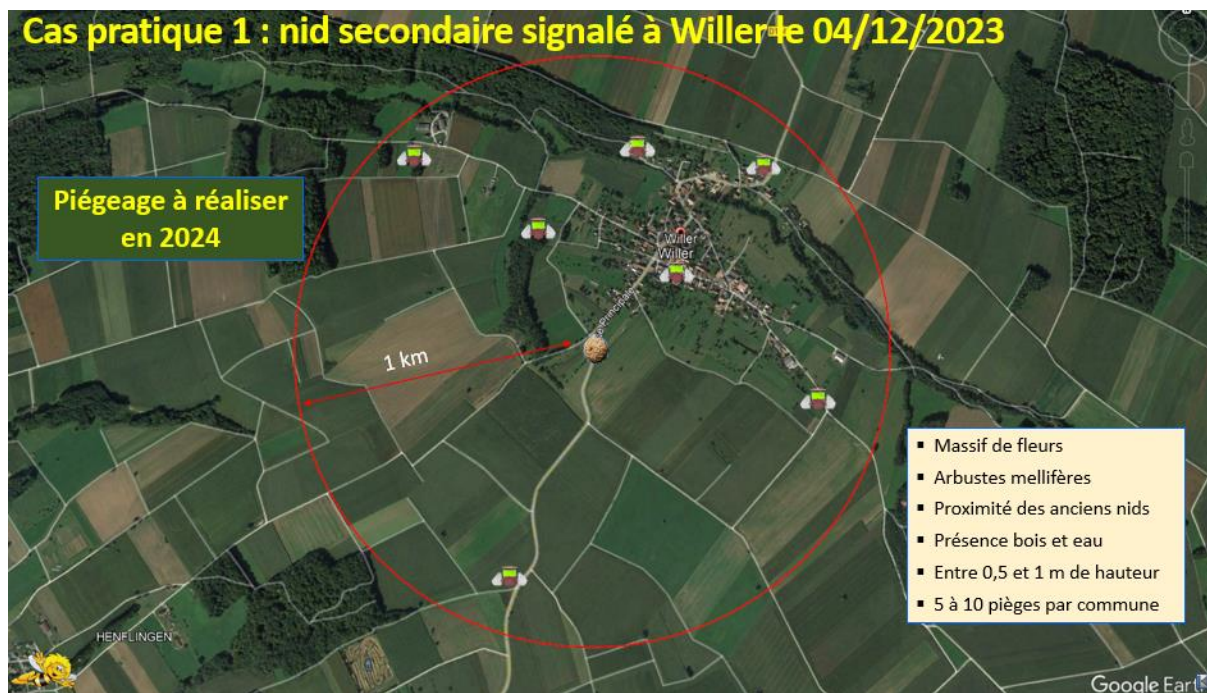 Cas pratique 1 : nid secondaire signalé à Willer le 04/12/2023
Piégeage à réaliser
en 2024
Willer
Willer
Principale
1 km
▪ Massif de fleurs
▪ Arbustes mellifères
▪ Proximité des anciens nids
▪ Présence bois et eau
▪ Entre 0,5 et 1 m de hauteur
▪ 5 à 10 pièges par commune
HENFLINGEN
Google Eart